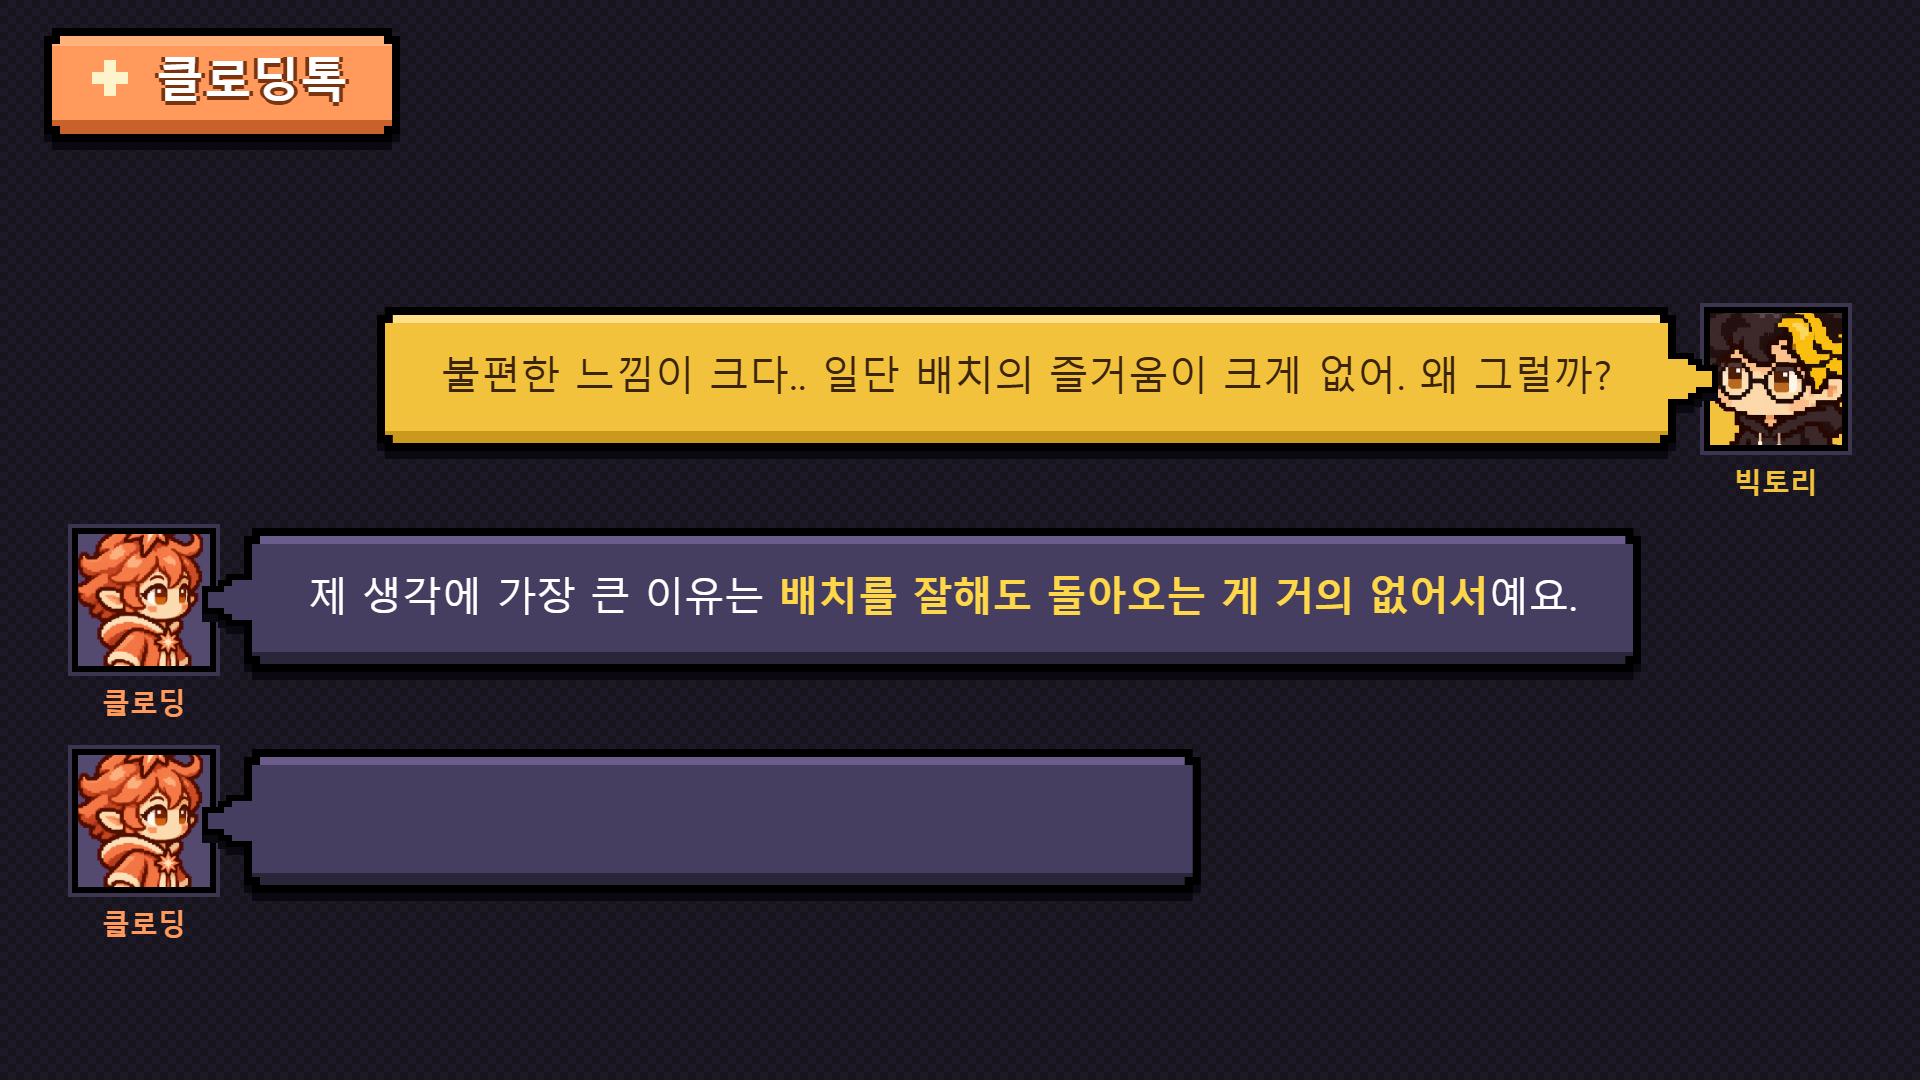 클로딩톡
불편한 느낌이 크다.. 일단 배치의 즐거움이 크게 없어. 왜 그럴까?
빅토리
제 생각에 가장 큰 이유는 배치를 잘해도 돌아오는 게 거의 없어서예요.
클로딩
클로딩